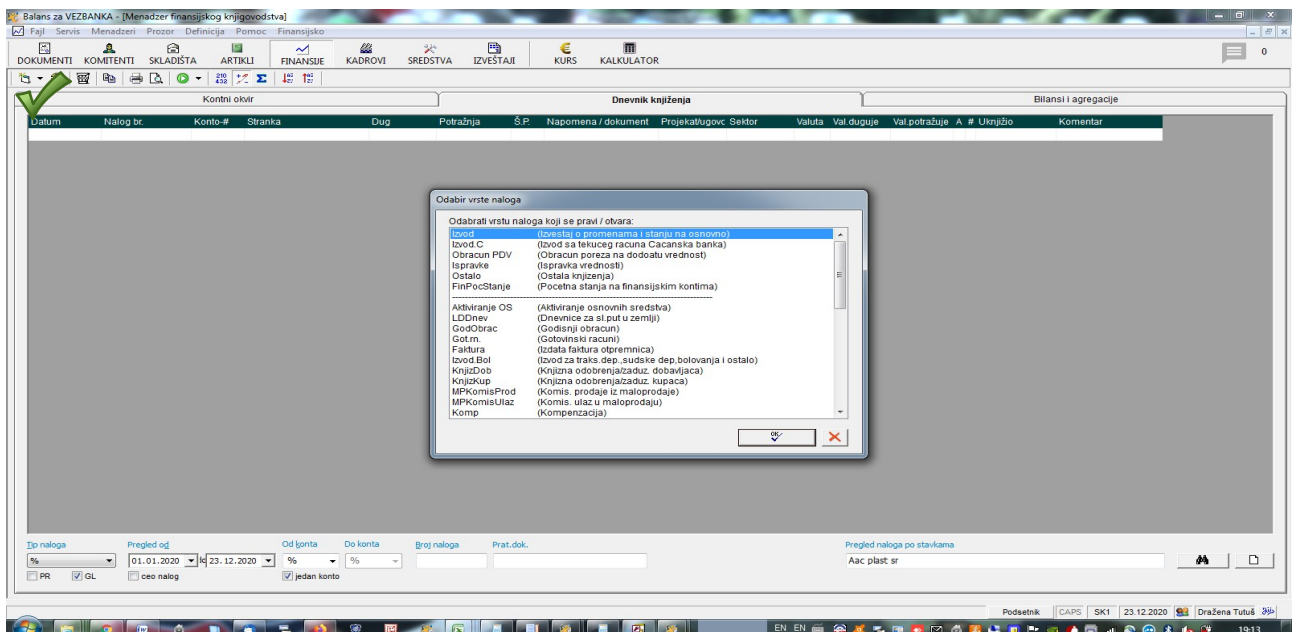 Balans za VEZBANKA - [Menadzer finansijskog knjigovodstva]
Fajl Servis Menadzeri Prozor Definicija Pomoc Finansijsko
DOKUMENTI KOMITENTI SKLADIŠTA ARTIKLI FINANSIJE KADROVI SREDSTVA IZVEŠTAJI KURS KALKULATOR 0
Kontni okvir Dnevnik knjiženja Bilansi i agregacije
Datum Nalog br. Konto-# Stranka Dug Potražnja Š.P. Napomena / dokument Projekat/ugovc Sektor Valuta Val.duguje Val.potražuje A # Uknjižio Komentar
Odabir vrste naloga
Odabrati vrstu naloga koji se pravi / otvara:
Izvod (Izvestaj o promenama i stanju na osnovno)
Izvod.C (Izvod sa tekuceg racuna Cacanska banka)
Obracun PDV (Obracun poreza na dodoatu vrednost)
Ispravke (Ispravka vrednosti)
Ostalo (Ostala knjizenja)
FinPocStanje (Pocetna stanja na finansijskim kontima)
Aktiviranje OS (Aktiviranje osnovnih sredstva)
LDDnev (Dnevnice za sl.put u zemlji)
GodObrac (Godisnji obracun)
Got.rn. (Gotovinski racuni)
Faktura (Izdata faktura otpremnica)
Izvod.Bol (Izvod za traks.dep.,sudske dep,bolovanja i ostalo)
KnjizDob (Knjizna odobrenja/zaduz. dobavljaca)
KnjizKup (Knjizna odobrenja/zaduz. kupaca)
MPKomisProd (Komis. prodaje iz maloprodaje)
MPKomisUlaz (Komis. ulaz u maloprodaju)
Komp (Kompenzacija)
OK
Tip naloga Pregled od Od konta Do konta Broj naloga Prat.dok. Pregled naloga po stavkama
% 01.01.2020 23.12.2020 % % Aac plast sr
PR GL ceo nalog jedan konto
Podsetnik CAPS SK1 23.12.2020 Dražena Tutuš
EN EN 19:13